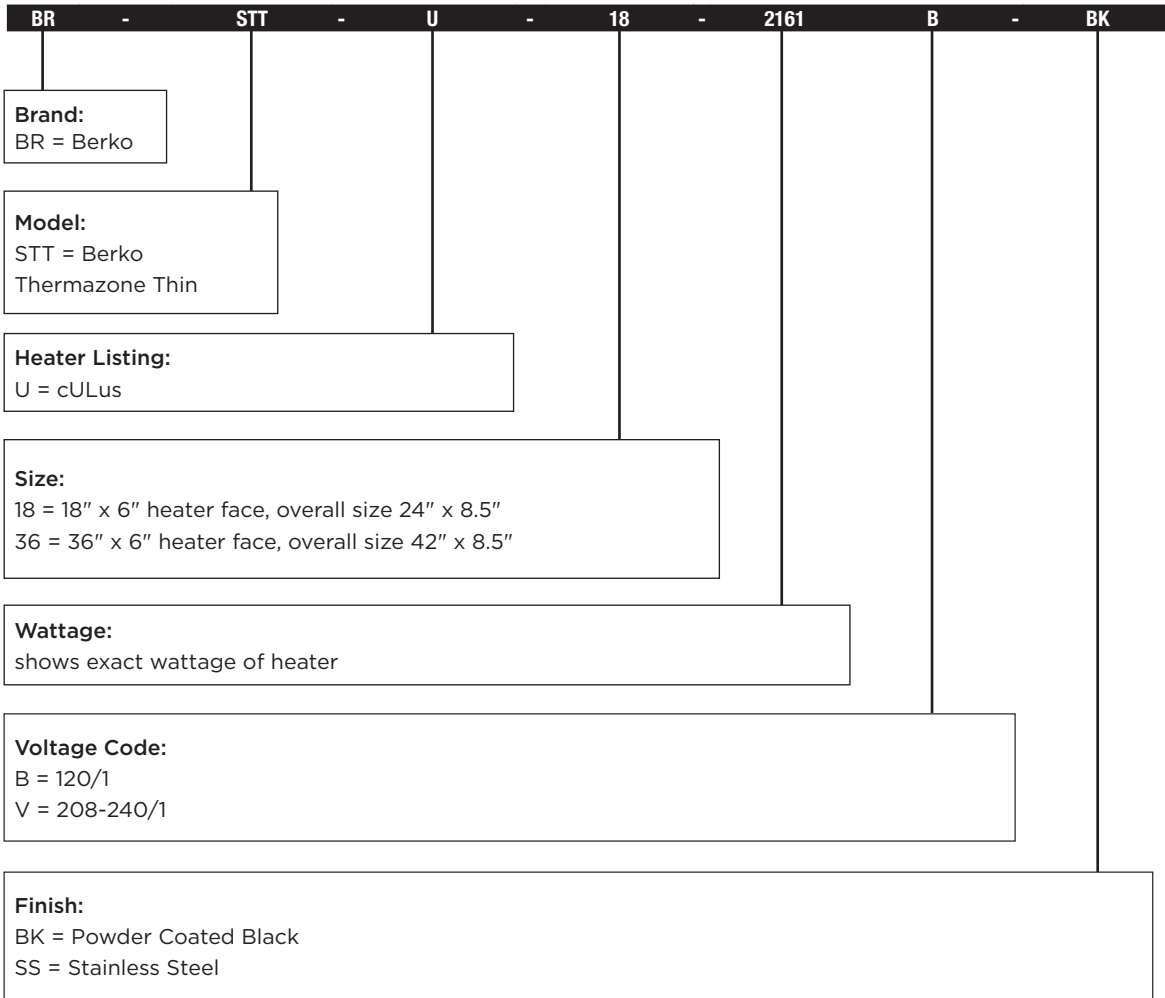 BR - STT - U - 18 - 2161 B - BK
Brand:
BR = Berko
Model:
STT = Berko
Thermazone Thin
Heater Listing:
U = cULus
Size:
18 = 18" x 6" heater face, overall size 24" x 8.5"
36 = 36" x 6" heater face, overall size 42" x 8.5"
Wattage:
shows exact wattage of heater
Voltage Code:
B = 120/1
V = 208-240/1
Finish:
BK = Powder Coated Black
SS = Stainless Steel